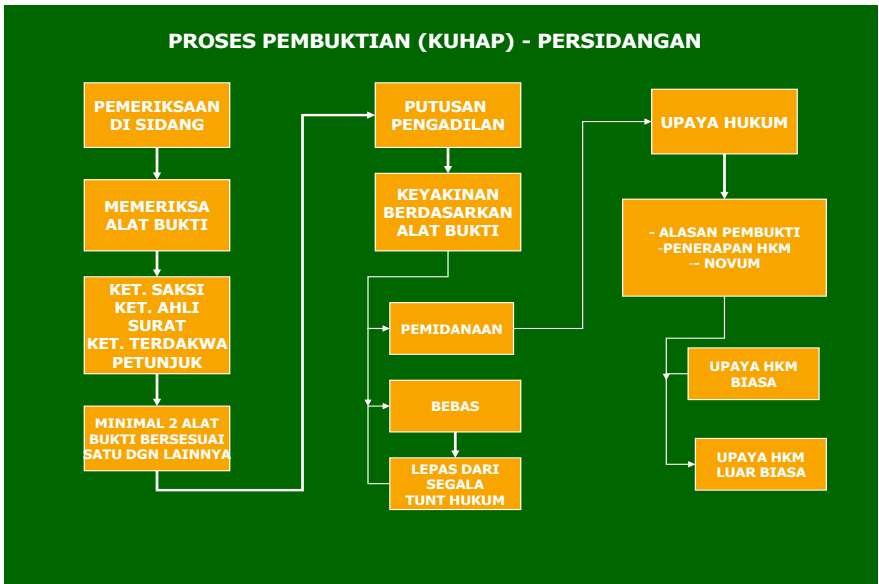 PROSES PEMBUKTIAN (KUHAP) - PERSIDANGAN
PEMERIKSAAN
DI SIDANG
MEMERIKSA
ALAT BUKTI
KET. SAKSI
KET. AHLI
SURAT
KET. TERDAKWA
PETUNJUK
MINIMAL 2 ALAT
BUKTI BERSESUAI
SATU DGN LAINNYA
PUTUSAN
PENGADILAN
KEYAKINAN
BERDASARKAN
ALAT BUKTI
PEMIDANAAN
BEBAS
LEPAS DARI
SEGALA
TUNT HUKUM
UPAYA HUKUM
- ALASAN PEMBUKTI
-PENERAPAN HKM
-- NOVUM
UPAYA HKM
BIASA
UPAYA HKM
LUAR BIASA